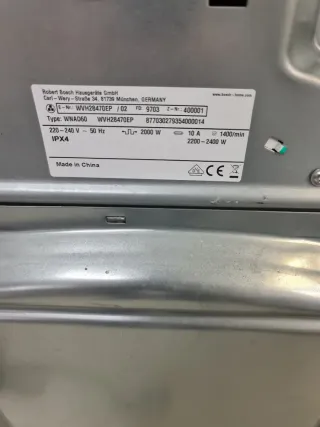 Robert Bosch Hausgeräte GmbH www.bosch-home.com
Carl-Wery-Straße 34, 81739 München, GERMANY
E-Nr. WVH28470EP / 02 FD 9703 Z-Nr. 400001
Type: WNAD60 WVH28470EP 877030279354000014
220-240 V ~ 50 Hz 2000 W 10 A 1400/min
IPX4 2200-2400 W
Made in China CE